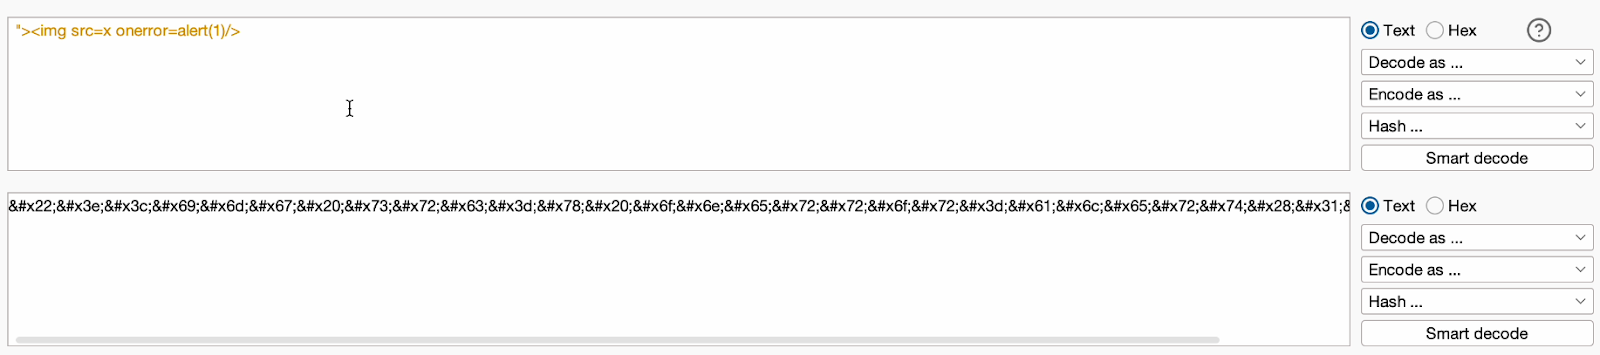 "><img src=x onerror=alert(1)/>
Text Hex ?
Decode as ...
Encode as ...
Hash ...
Smart decode
&#x22;&#x3e;&#x3c;&#x69;&#x6d;&#x67;&#x20;&#x73;&#x72;&#x63;&#x3d;&#x78;&#x20;&#x6f;&#x6e;&#x65;&#x72;&#x72;&#x6f;&#x72;&#x3d;&#x61;&#x6c;&#x65;&#x72;&#x74;&#x28;&#x31;&
Text Hex
Decode as ...
Encode as ...
Hash ...
Smart decode